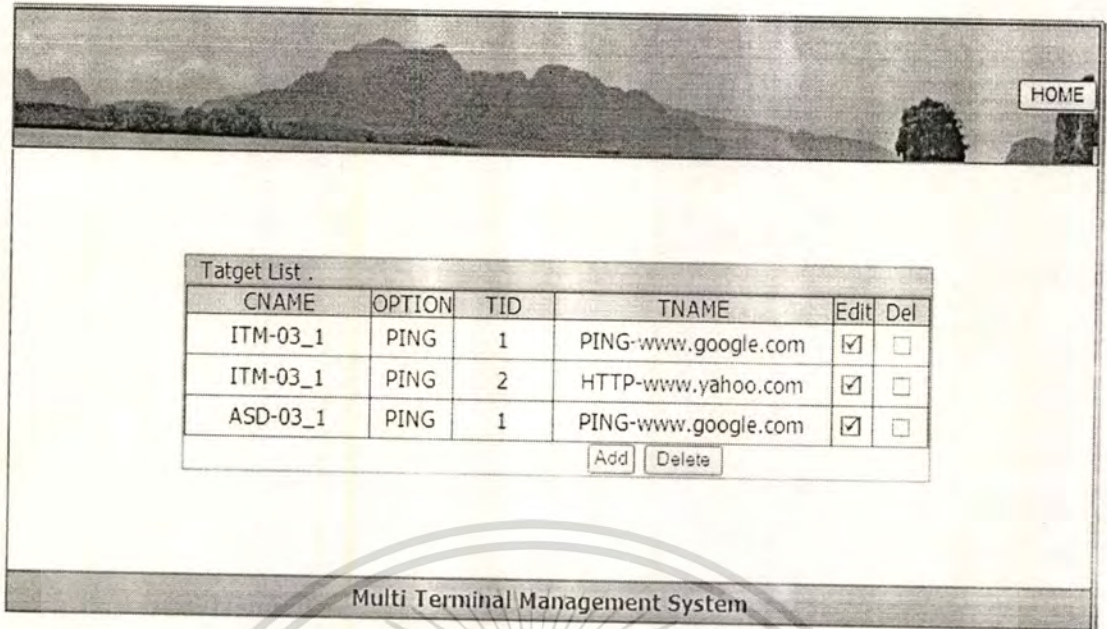 HOME
Tatget List .
CNAME OPTION TID TNAME Edit Del
ITM-03_1 PING 1 PING-www.google.com
ITM-03_1 PING 2 HTTP-www.yahoo.com
ASD-03_1 PING 1 PING-www.google.com
Add Delete
Multi Terminal Management System